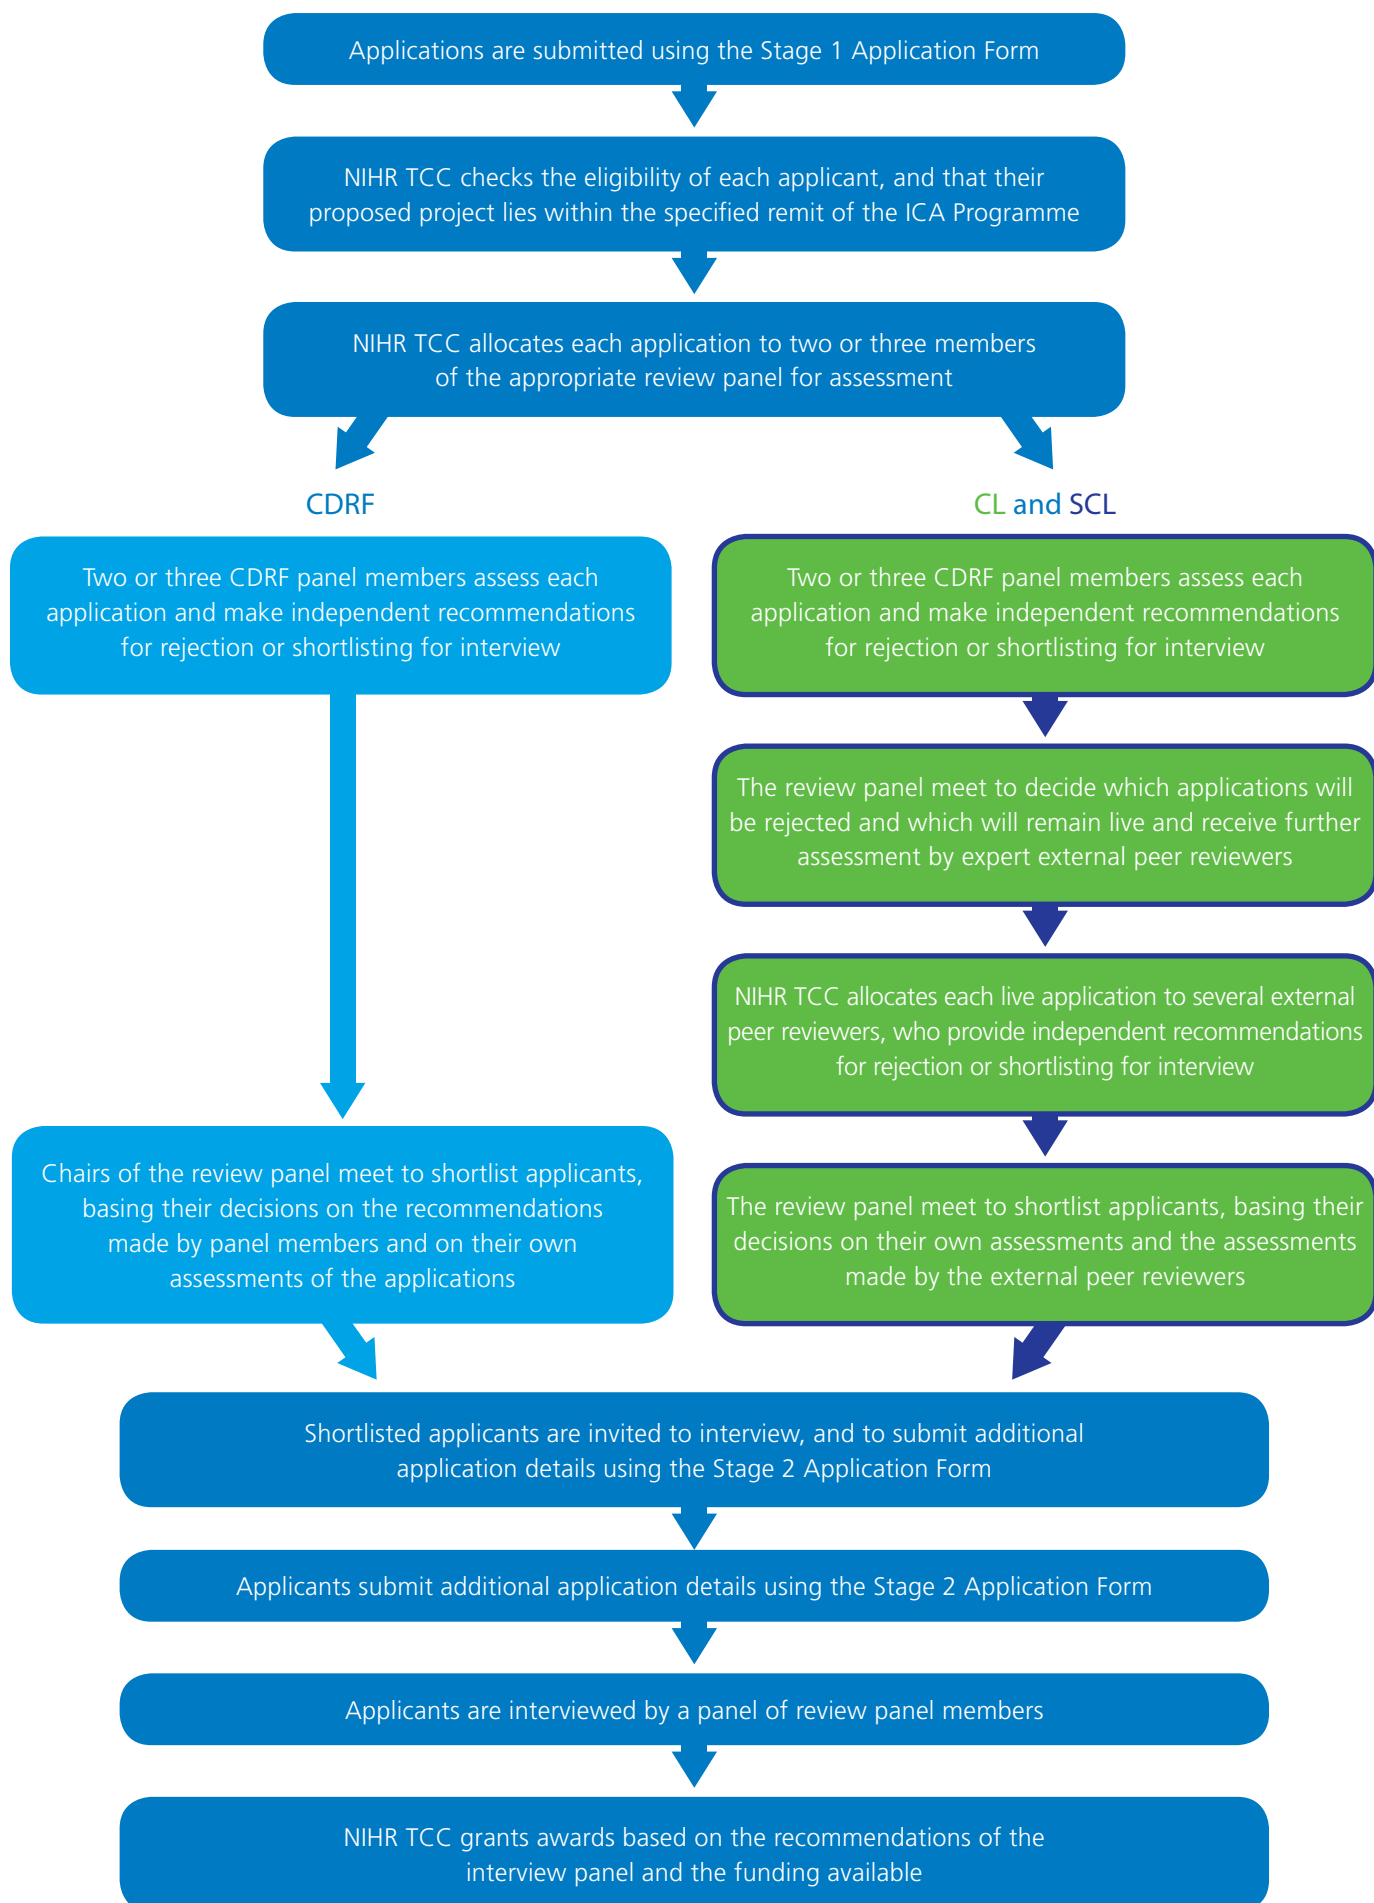 Applications are submitted using the Stage 1 Application Form
NIHR TCC checks the eligibility of each applicant, and that their
proposed project lies within the specified remit of the ICA Programme
NIHR TCC allocates each application to two or three members
of the appropriate review panel for assessment
CDRF
Two or three CDRF panel members assess each
application and make independent recommendations
for rejection or shortlisting for interview
Chairs of the review panel meet to shortlist applicants,
basing their decisions on the recommendations
made by panel members and on their own
assessments of the applications
CL and SCL
Two or three CDRF panel members assess each
application and make independent recommendations
for rejection or shortlisting for interview
The review panel meet to decide which applications will
be rejected and which will remain live and receive further
assessment by expert external peer reviewers
NIHR TCC allocates each live application to several external
peer reviewers, who provide independent recommendations
for rejection or shortlisting for interview
The review panel meet to shortlist applicants, basing their
decisions on their own assessments and the assessments
made by the external peer reviewers
Shortlisted applicants are invited to interview, and to submit additional
application details using the Stage 2 Application Form
Applicants submit additional application details using the Stage 2 Application Form
Applicants are interviewed by a panel of review panel members
NIHR TCC grants awards based on the recommendations of the
interview panel and the funding available